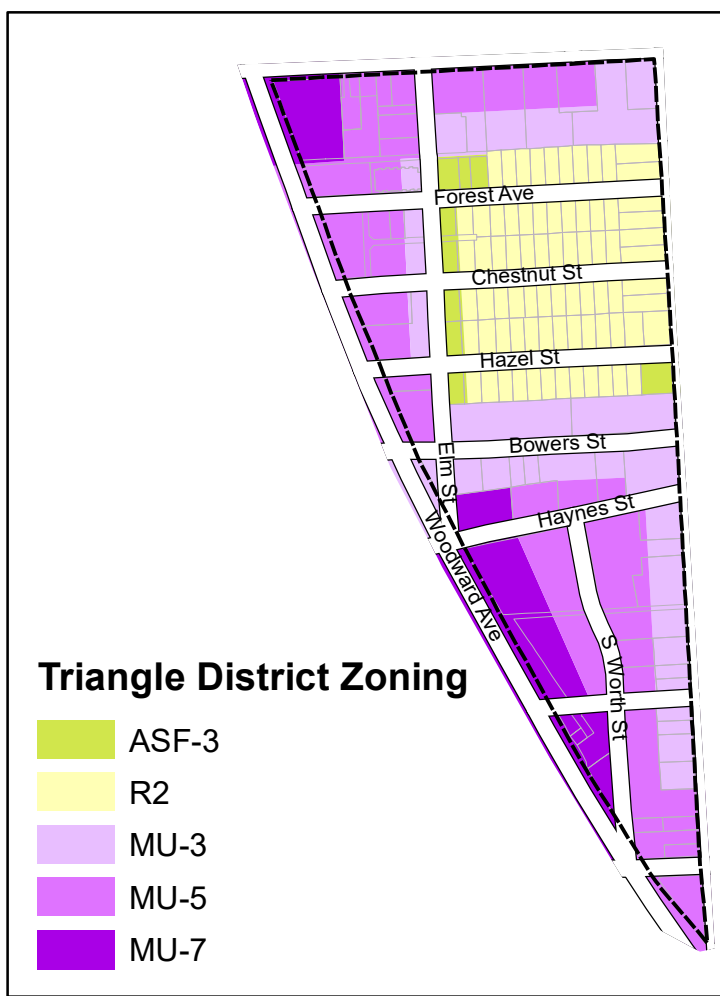 Forest Ave
Chestnut St
Hazel St
Bowers St
Elm St
Haynes St
Woodward Ave
S Worth St
Triangle District Zoning
ASF-3
R2
MU-3
MU-5
MU-7